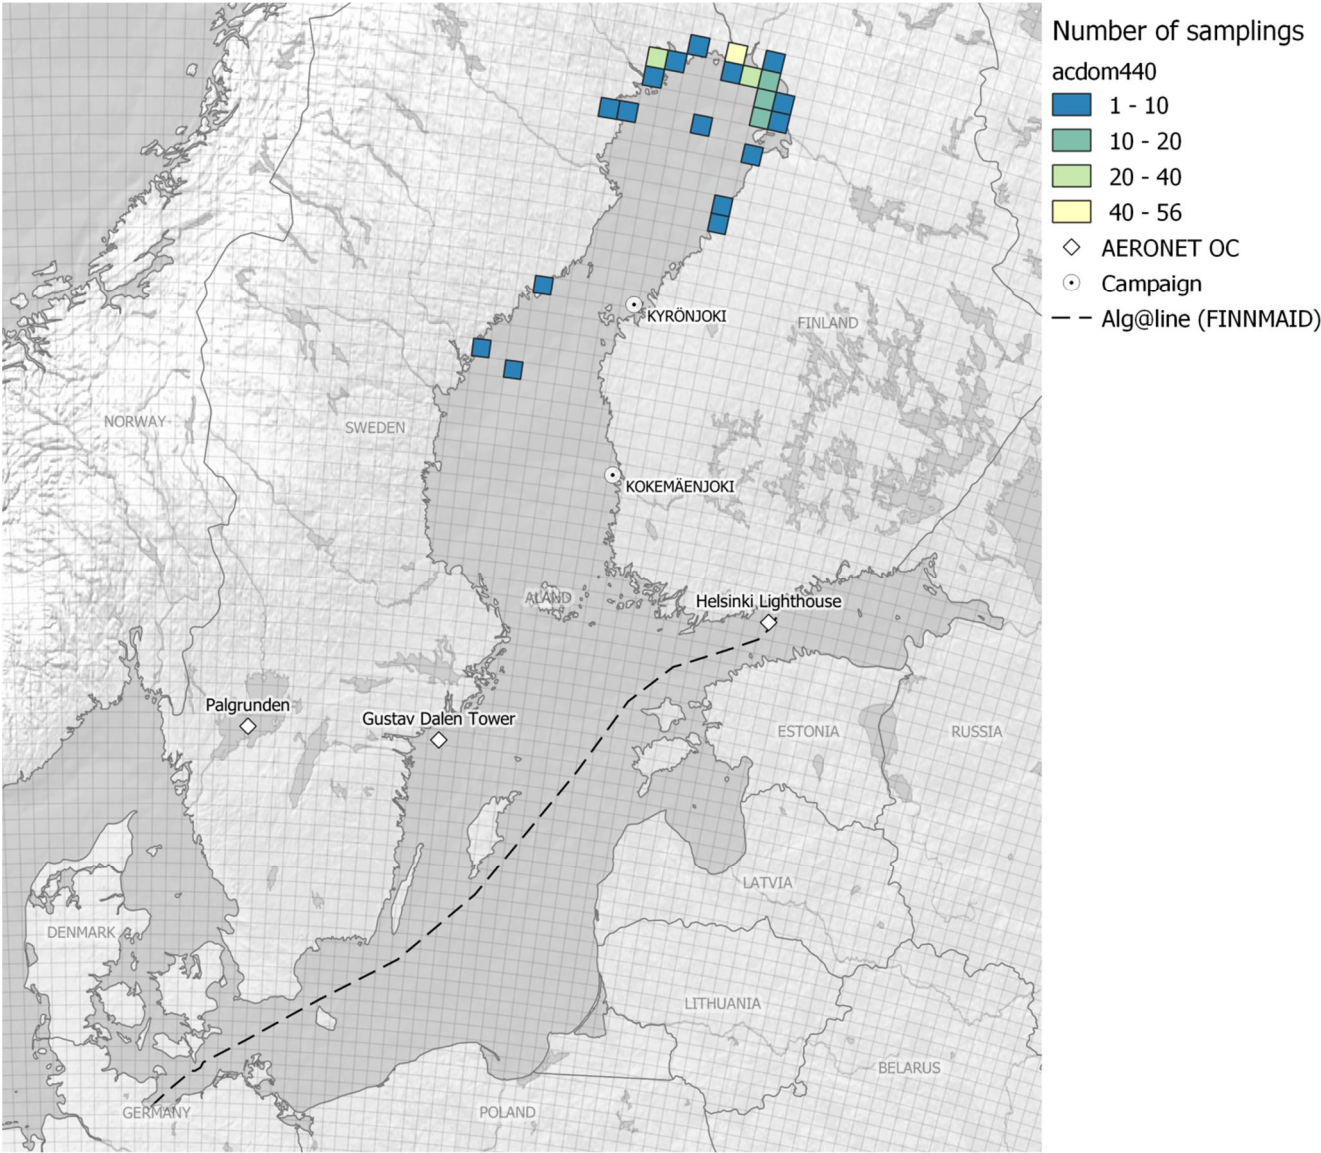 Number of samplings
acdom440
1 - 10
10 - 20
20 - 40
40 - 56
AERONET OC
Campaign
Alg@line (FINNMAID)
KYRÖNJOKI
FINLAND
NORWAY
SWEDEN
KOKEMÄENJOKI
ALAND
Helsinki Lighthouse
Palgrunden
Gustav Dalen Tower
ESTONIA
RUSSIA
LATVIA
DENMARK
LITHUANIA
BELARUS
GERMANY
POLAND